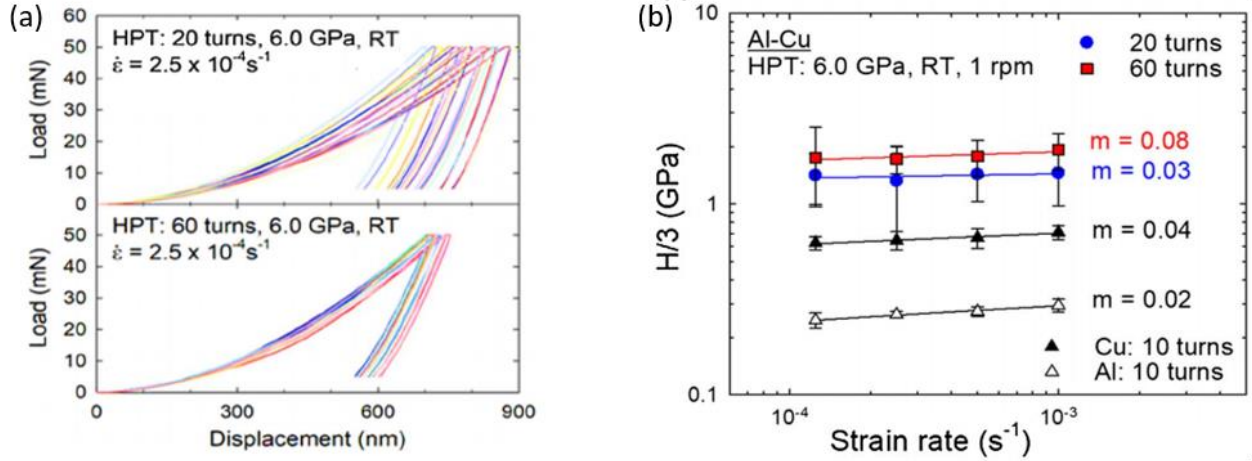 (a)
HPT: 20 turns, 6.0 GPa, RT
ε̇ = 2.5 x 10⁻⁴s⁻¹
Load (mN)
50
40
30
20
10
0
HPT: 60 turns, 6.0 GPa, RT
ε̇ = 2.5 x 10⁻⁴s⁻¹
Load (mN)
50
40
30
20
10
0
0 300 600 900
Displacement (nm)
(b)
10
1
0.1
H/3 (GPa)
Al-Cu
HPT: 6.0 GPa, RT, 1 rpm
20 turns
60 turns
m = 0.08
m = 0.03
m = 0.04
m = 0.02
Cu: 10 turns
Al: 10 turns
10⁻⁴ 10⁻³
Strain rate (s⁻¹)